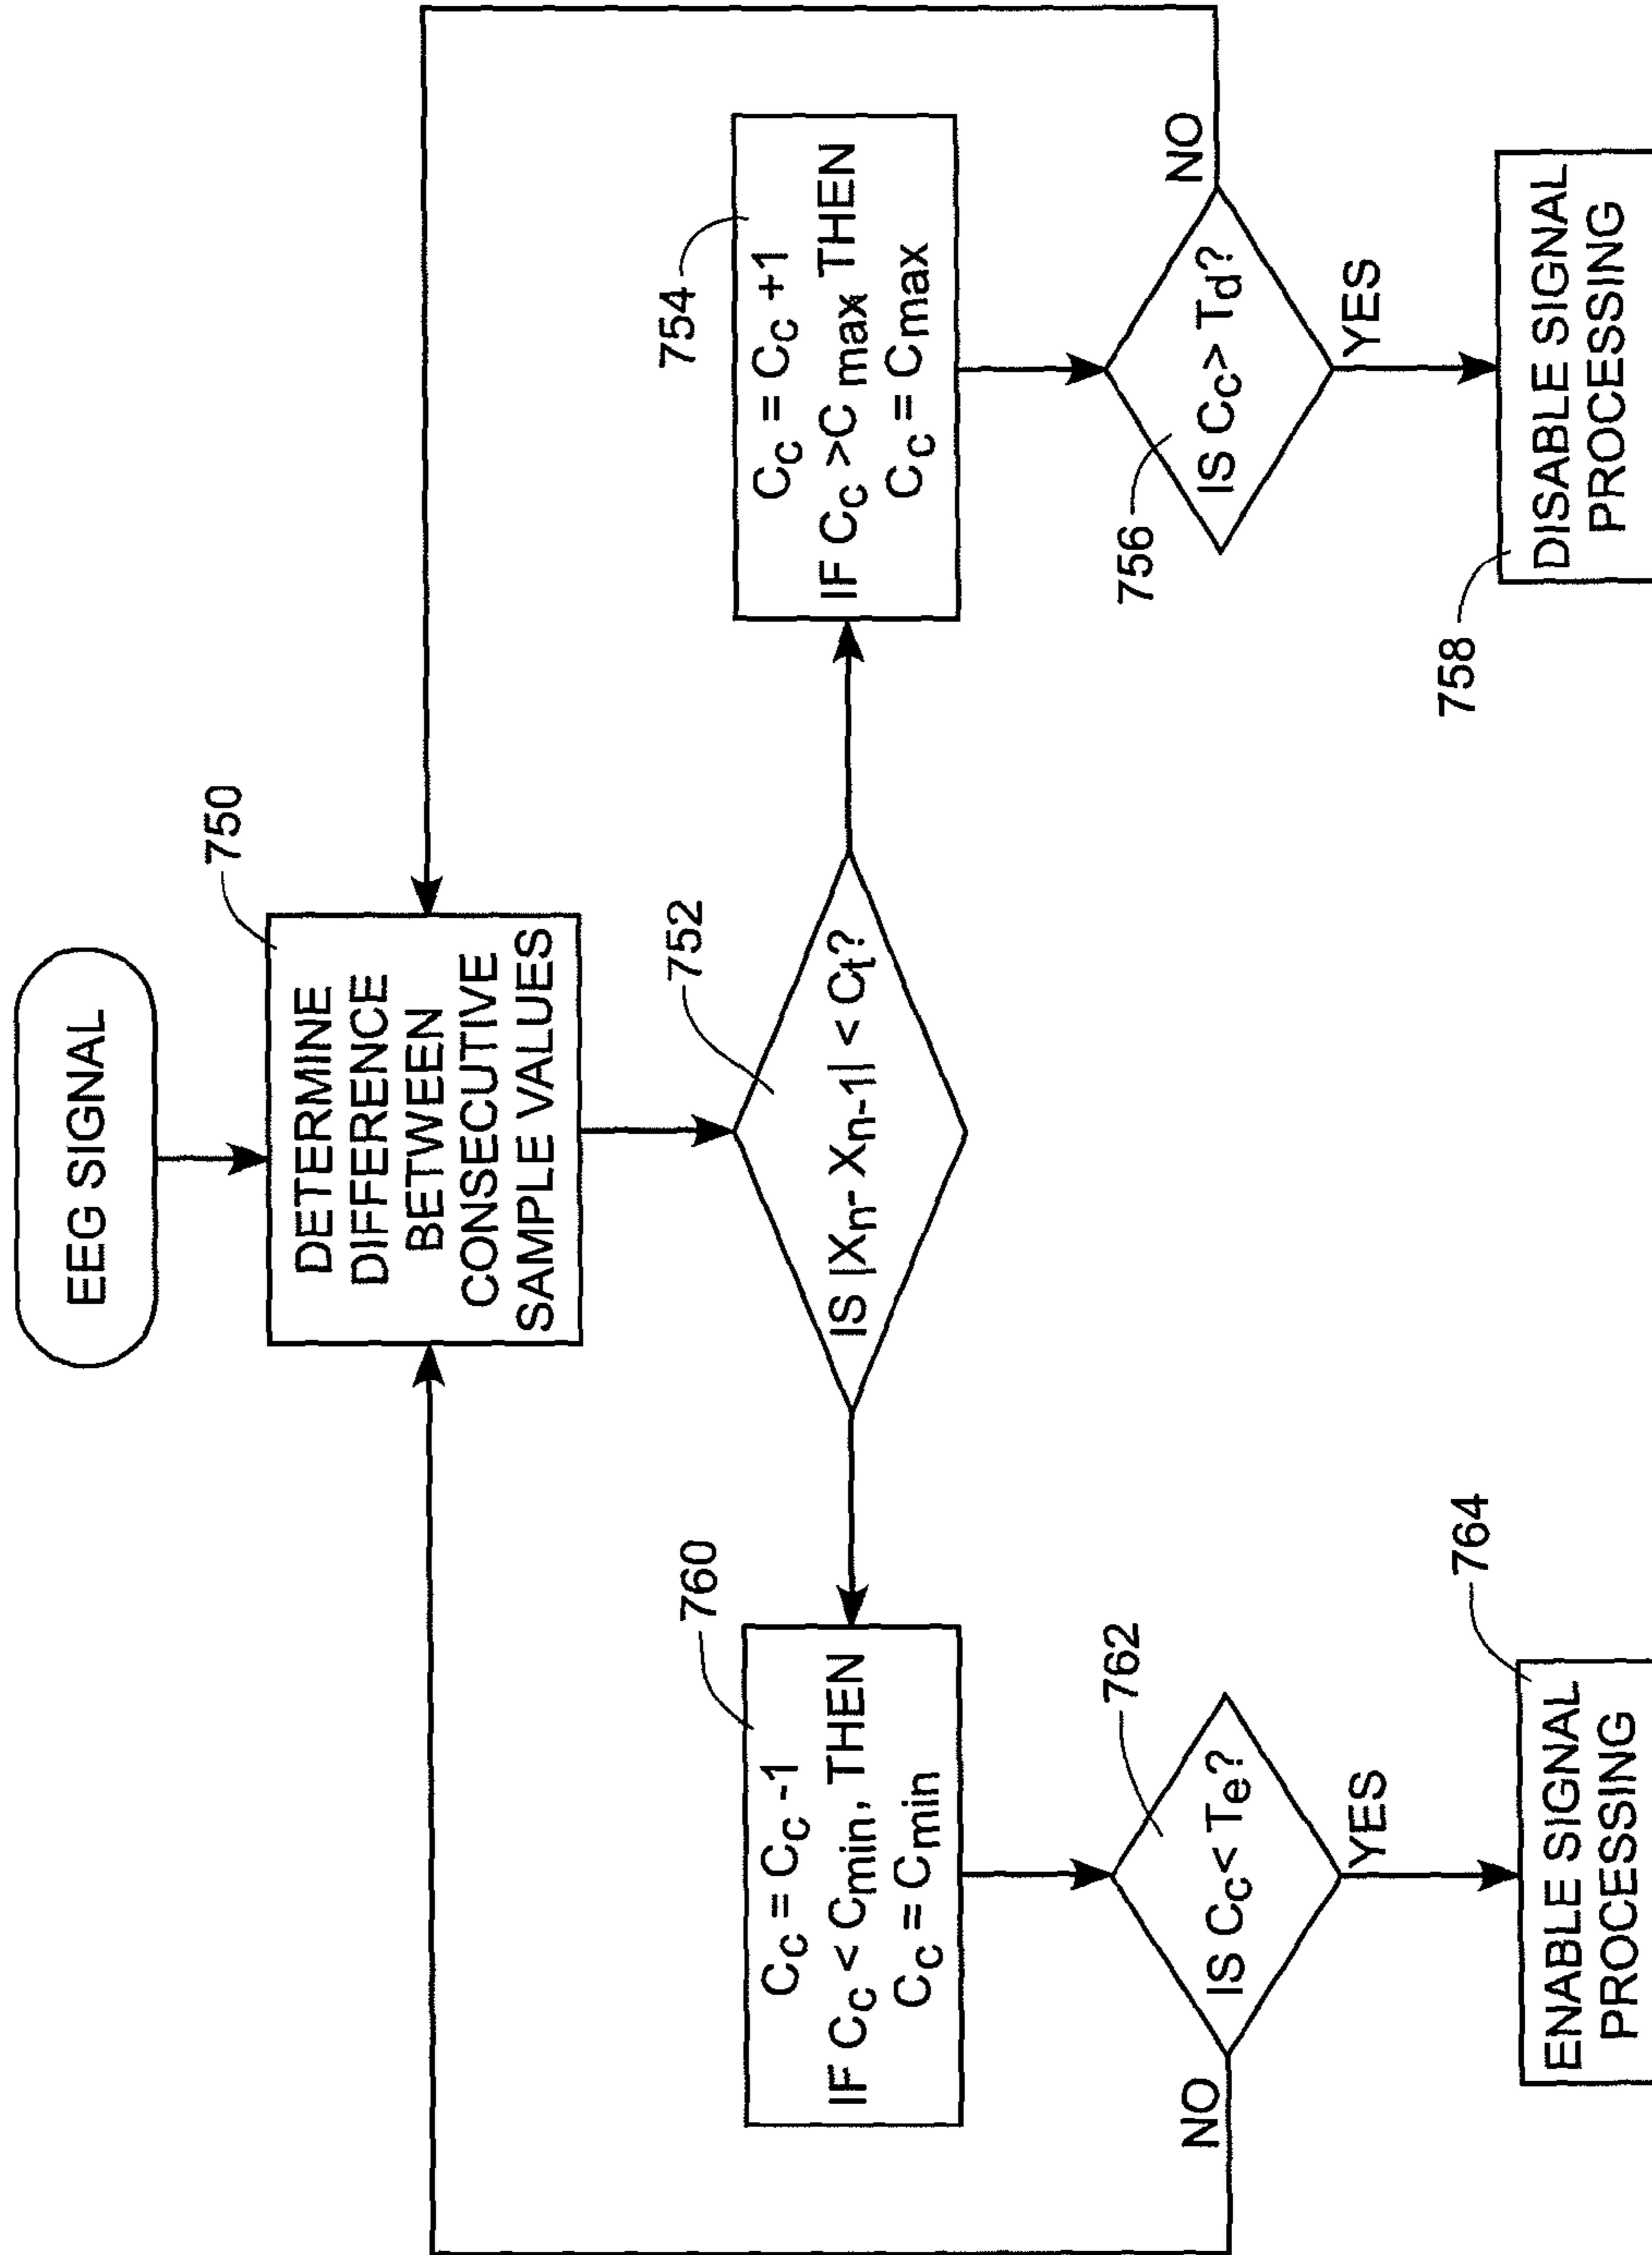 EEG SIGNAL
750
DETERMINE
DIFFERENCE
BETWEEN
CONSECUTIVE
SAMPLE VALUES
752
IS |Xn- Xn-1| < Ct?
760
Cc = Cc -1
IF Cc < Cmin, THEN
Cc = Cmin
762
IS Cc < Te?
NO
YES
764
ENABLE SIGNAL
PROCESSING
754
Cc = Cc +1
IF Cc >C max THEN
Cc = Cmax
756
IS Cc > Td?
NO
YES
758
DISABLE SIGNAL
PROCESSING